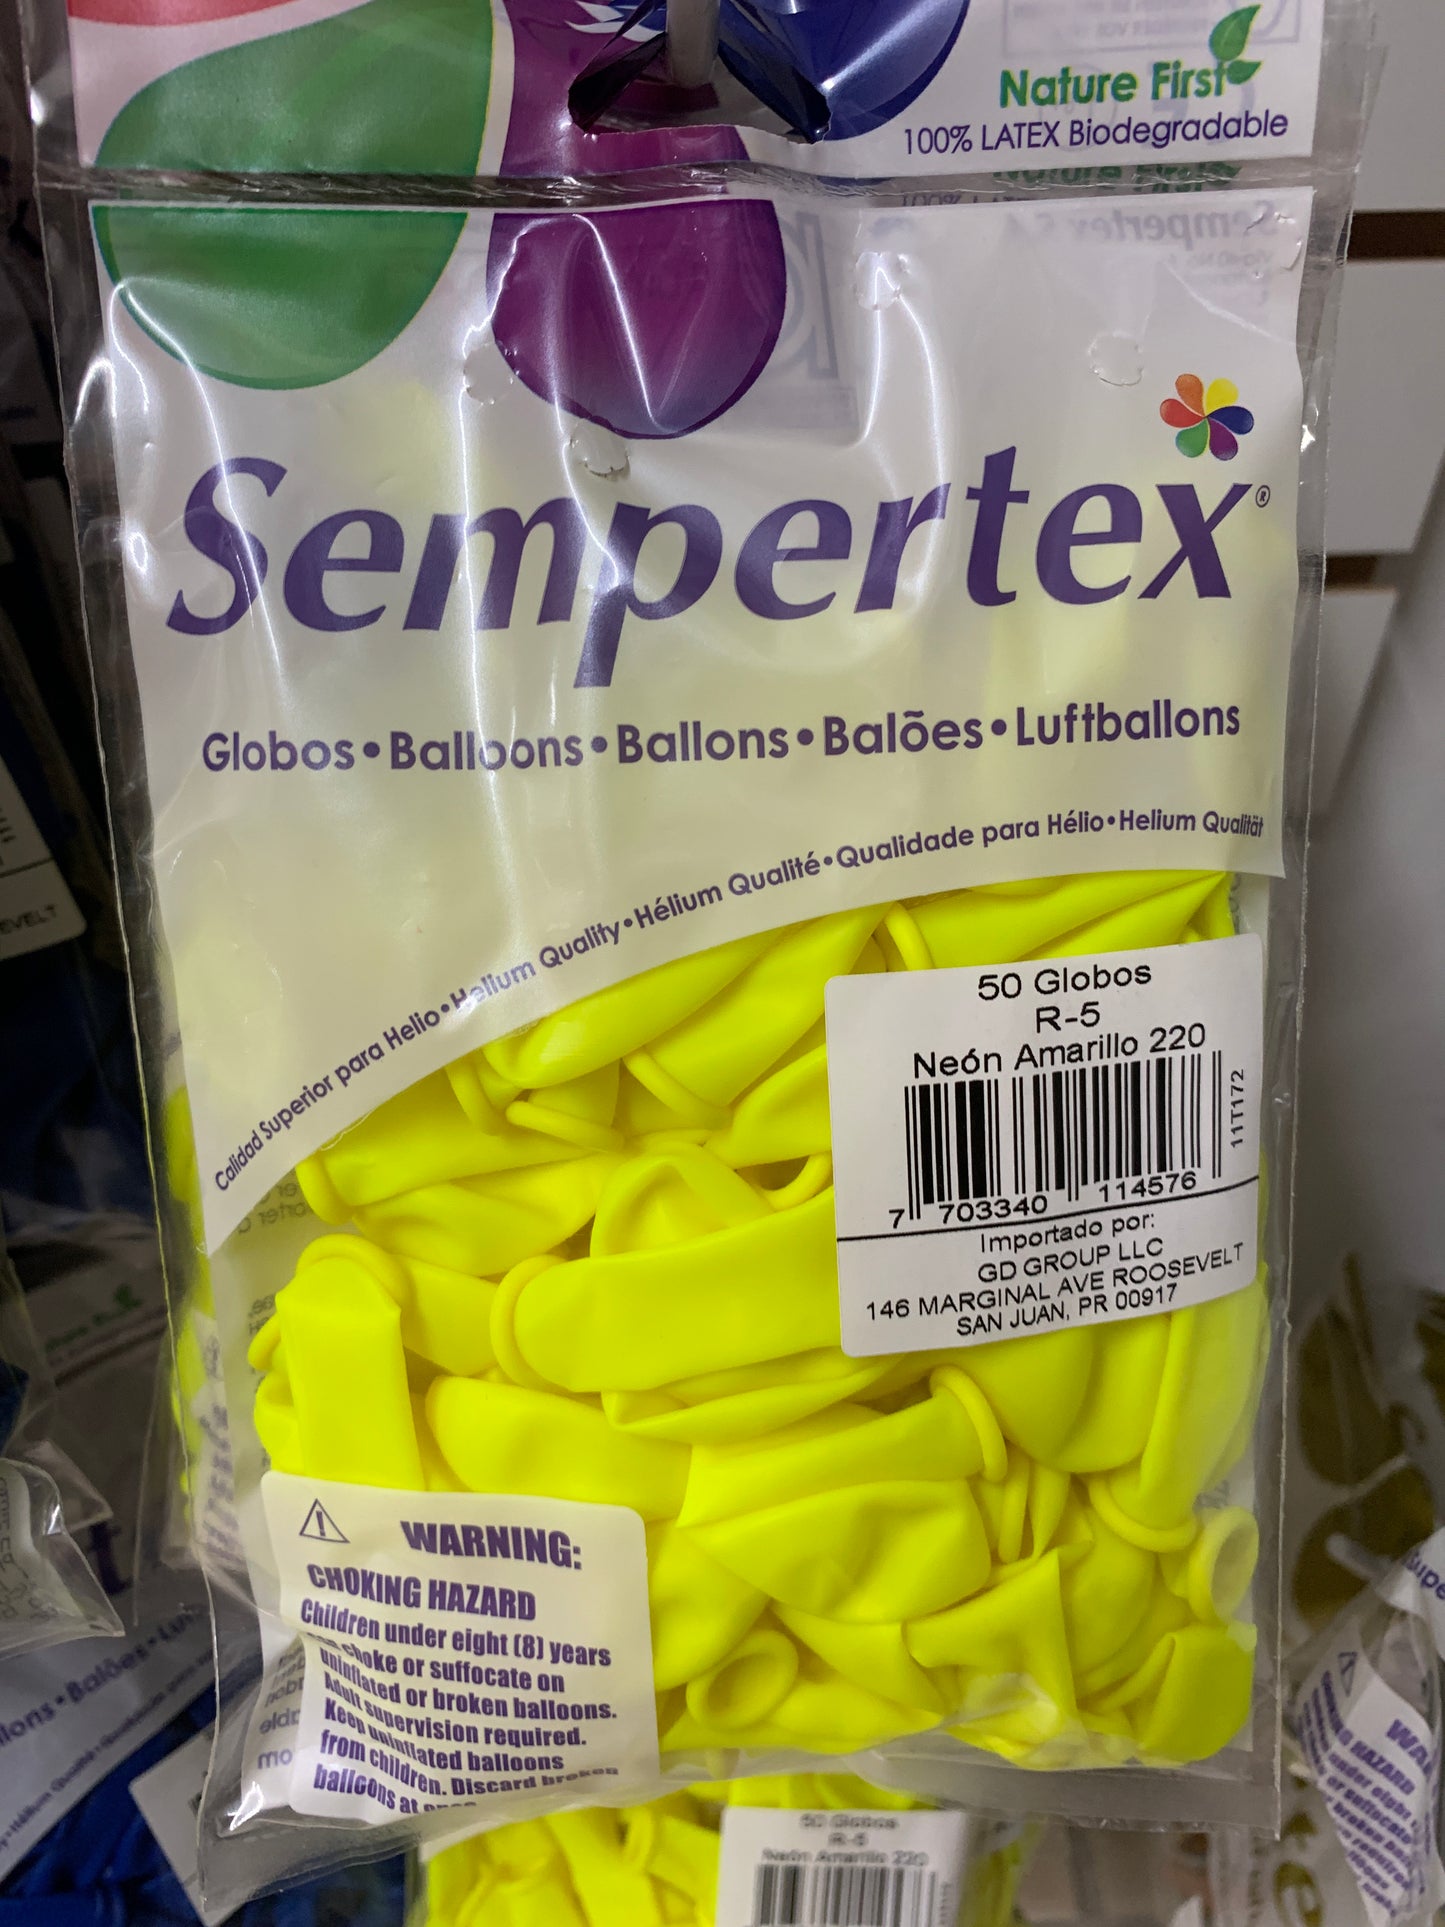 Nature First
100% LATEX Biodegradable
Sempertex®
Globos • Balloons • Ballons • Balões • Luftballons
Calidad Superior para Helio • Helium Quality • Hélium Qualité • Qualidade para Hélio • Helium Qualität
50 Globos
R-5
Neón Amarillo 220
11T172
7 703340 114576
Importado por:
GD GROUP LLC
146 MARGINAL AVE ROOSEVELT
SAN JUAN, PR 00917
WARNING:
CHOKING HAZARD
Children under eight (8) years
choke or suffocate on
uninflated or broken balloons.
Adult supervision required.
Keep uninflated balloons
from children. Discard broken
balloons at
50 Globos
R-5
Neón Amarillo 220